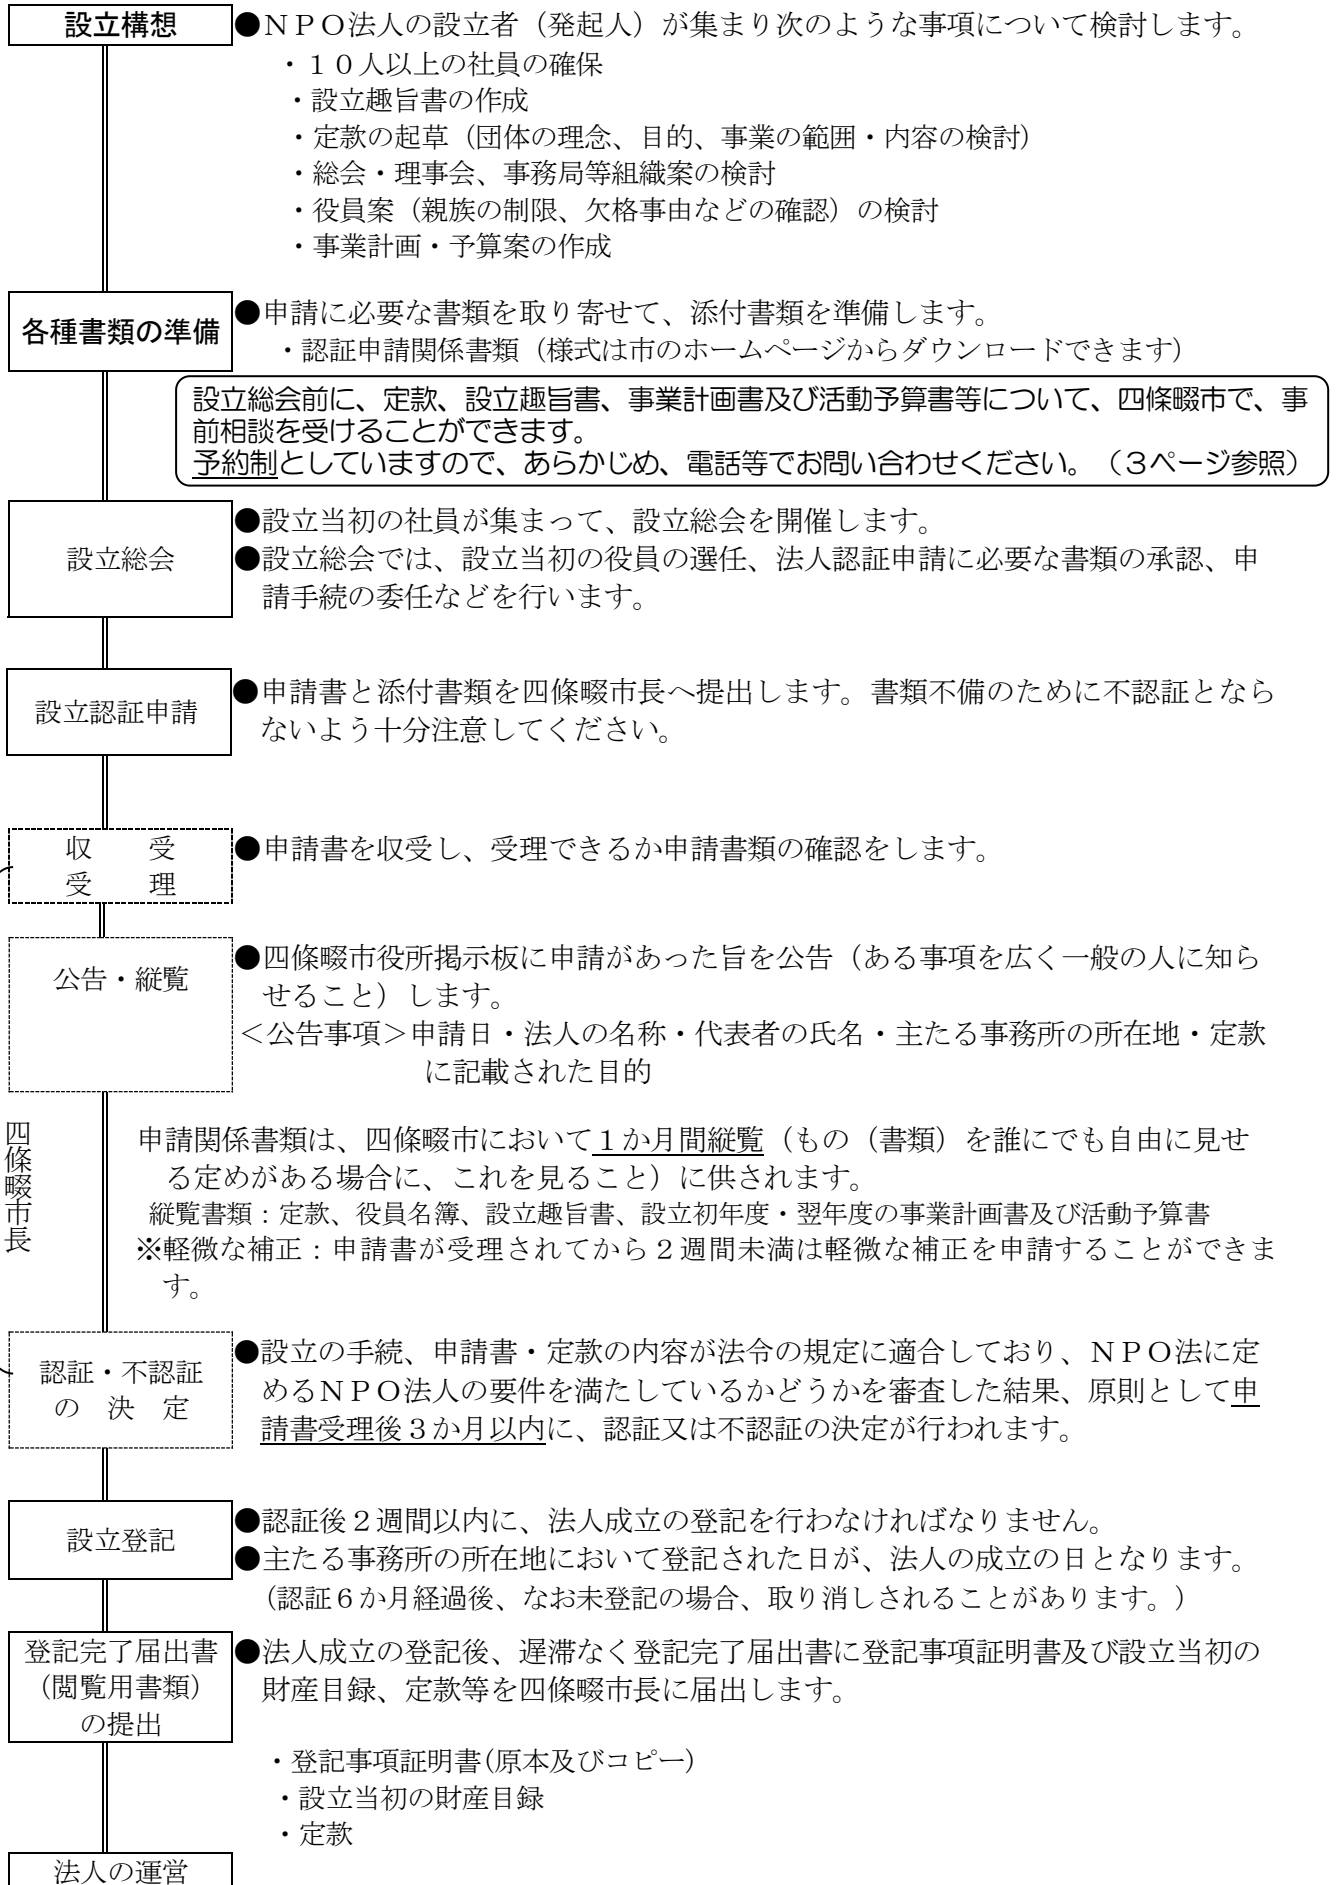 設立構想
●ＮＰＯ法人の設立者（発起人）が集まり次のような事項について検討します。
・１０人以上の社員の確保
・設立趣旨書の作成
・定款の起草（団体の理念、目的、事業の範囲・内容の検討）
・総会・理事会、事務局等組織案の検討
・役員案（親族の制限、欠格事由などの確認）の検討
・事業計画・予算案の作成
各種書類の準備
●申請に必要な書類を取り寄せて、添付書類を準備します。
・認証申請関係書類（様式は市のホームページからダウンロードできます）
設立総会前に、定款、設立趣旨書、事業計画書及び活動予算書等について、四條畷市で、事
前相談を受けることができます。
予約制としていますので、あらかじめ、電話等でお問い合わせください。（３ページ参照）
設立総会
●設立当初の社員が集まって、設立総会を開催します。
●設立総会では、設立当初の役員の選任、法人認証申請に必要な書類の承認、申
請手続の委任などを行います。
設立認証申請
●申請書と添付書類を四條畷市長へ提出します。書類不備のために不認証となら
ないよう十分注意してください。
収　　受
受　　理
●申請書を収受し、受理できるか申請書類の確認をします。
公告・縦覧
●四條畷市役所掲示板に申請があった旨を公告（ある事項を広く一般の人に知ら
せること）します。
＜公告事項＞申請日・法人の名称・代表者の氏名・主たる事務所の所在地・定款
に記載された目的
四條畷市長
申請関係書類は、四條畷市において１か月間縦覧（もの（書類）を誰にでも自由に見せ
る定めがある場合に、これを見ること）に供されます。
縦覧書類：定款、役員名簿、設立趣旨書、設立初年度・翌年度の事業計画書及び活動予算書
※軽微な補正：申請書が受理されてから２週間未満は軽微な補正を申請することができま
す。
認証・不認証
の　決　定
●設立の手続、申請書・定款の内容が法令の規定に適合しており、ＮＰＯ法に定
めるＮＰＯ法人の要件を満たしているかどうかを審査した結果、原則として申
請書受理後３か月以内に、認証又は不認証の決定が行われます。
設立登記
●認証後２週間以内に、法人成立の登記を行わなければなりません。
●主たる事務所の所在地において登記された日が、法人の成立の日となります。
（認証６か月経過後、なお未登記の場合、取り消しされることがあります。）
登記完了届出書
（閲覧用書類）
の提出
●法人成立の登記後、遅滞なく登記完了届出書に登記事項証明書及び設立当初の
財産目録、定款等を四條畷市長に届出します。
・登記事項証明書(原本及びコピー)
・設立当初の財産目録
・定款
法人の運営